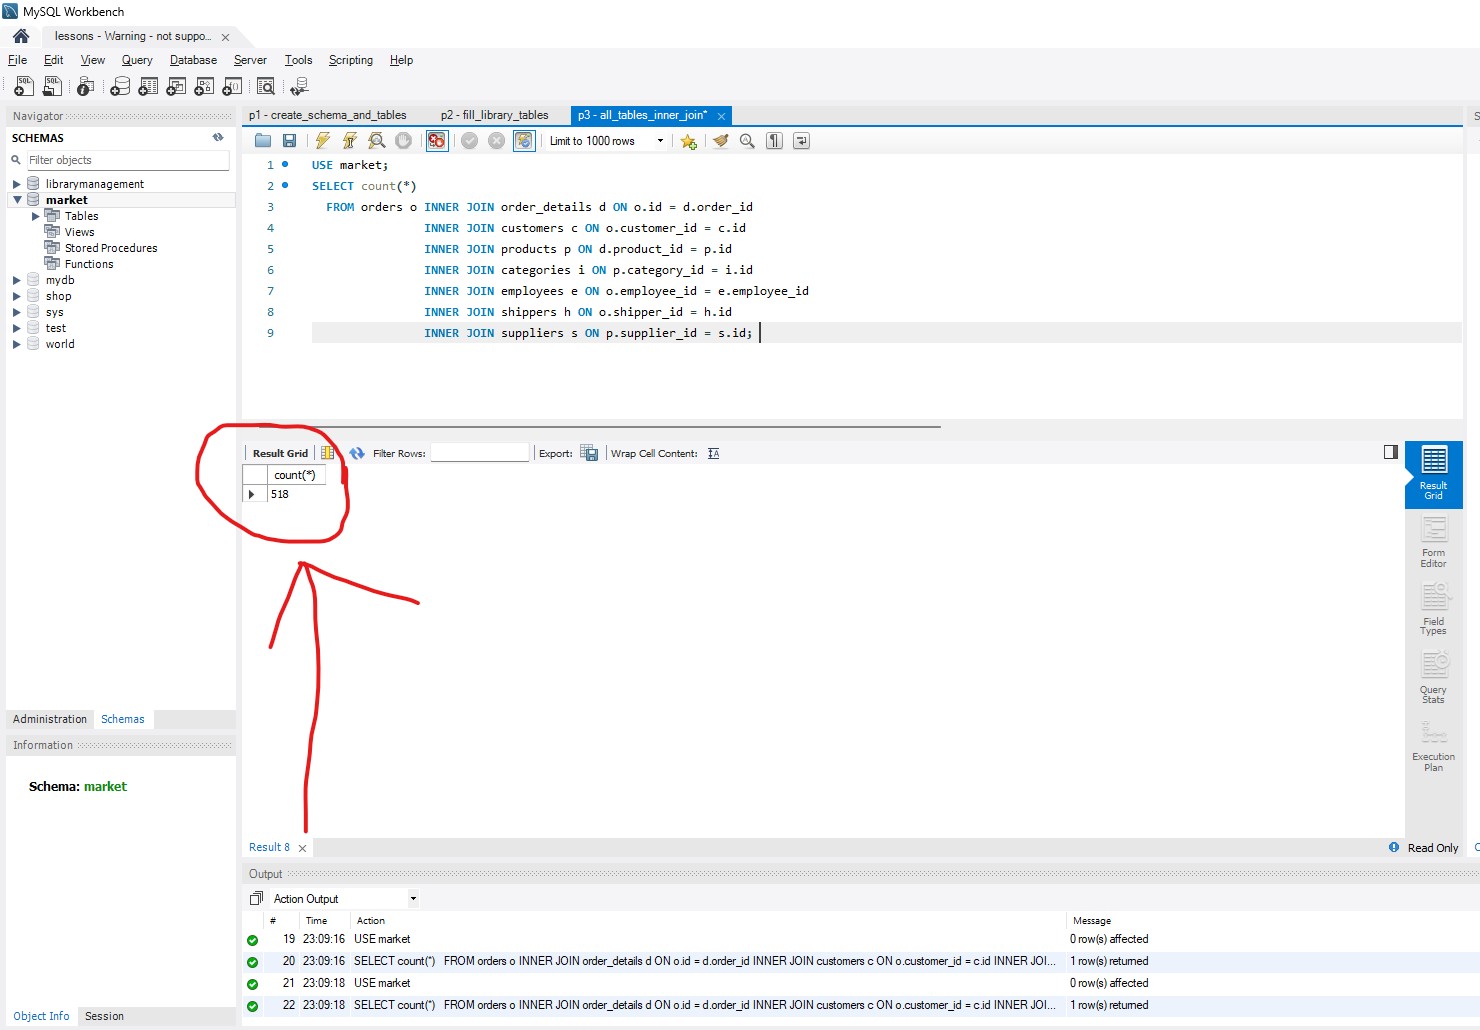 MySQL Workbench
lessons - Warning - not suppo...
File Edit View Query Database Server Tools Scripting Help
Navigator
SCHEMAS
Filter objects
librarymanagement
market
Tables
Views
Stored Procedures
Functions
mydb
shop
sys
test
world
Administration Schemas
Information
Schema: market
Object Info Session
p1 - create_schema_and_tables p2 - fill_library_tables p3 - all_tables_inner_join*
Limit to 1000 rows
1 USE market;
2 SELECT count(*)
3 FROM orders o INNER JOIN order_details d ON o.id = d.order_id
4 INNER JOIN customers c ON o.customer_id = c.id
5 INNER JOIN products p ON d.product_id = p.id
6 INNER JOIN categories i ON p.category_id = i.id
7 INNER JOIN employees e ON o.employee_id = e.employee_id
8 INNER JOIN shippers h ON o.shipper_id = h.id
9 INNER JOIN suppliers s ON p.supplier_id = s.id;
Result Grid Filter Rows: Export: Wrap Cell Content:
count(*)
518
Result
Grid
Form
Editor
Field
Types
Query
Stats
Execution
Plan
Result 8
Read Only
Output
Action Output
# Time Action Message
19 23:09:16 USE market 0 row(s) affected
20 23:09:16 SELECT count(*) FROM orders o INNER JOIN order_details d ON o.id = d.order_id INNER JOIN customers c ON o.customer_id = c.id INNER JOI... 1 row(s) returned
21 23:09:18 USE market 0 row(s) affected
22 23:09:18 SELECT count(*) FROM orders o INNER JOIN order_details d ON o.id = d.order_id INNER JOIN customers c ON o.customer_id = c.id INNER JOI... 1 row(s) returned